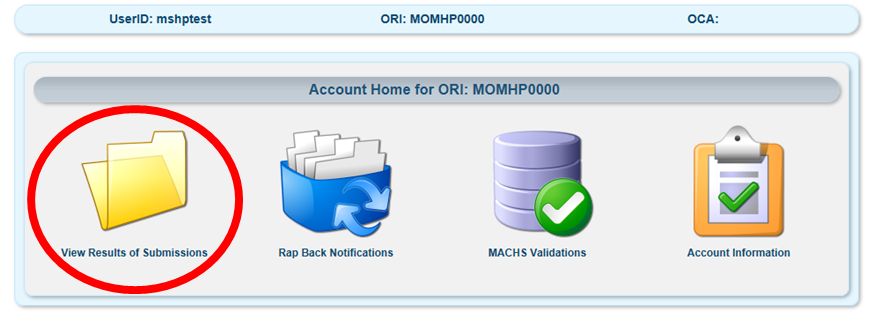 UserID: mshptest ORI: MOMHP0000 OCA:
Account Home for ORI: MOMHP0000
View Results of Submissions Rap Back Notifications MACHS Validations Account Information